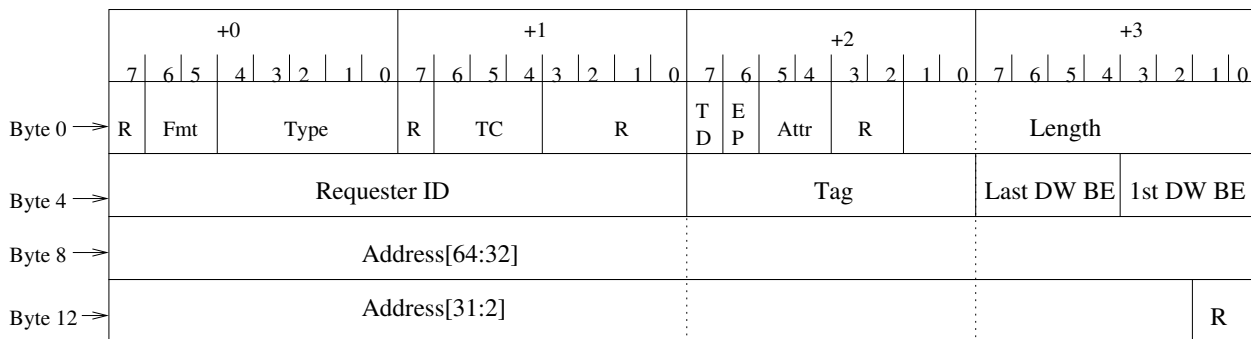 +0 +1 +2 +3
7 6 5 4 3 2 1 0 7 6 5 4 3 2 1 0 7 6 5 4 3 2 1 0 7 6 5 4 3 2 1 0
Byte 0 R Fmt Type R TC R T D E P Attr R Length
Byte 4 Requester ID Tag Last DW BE 1st DW BE
Byte 8 Address[64:32]
Byte 12 Address[31:2] R